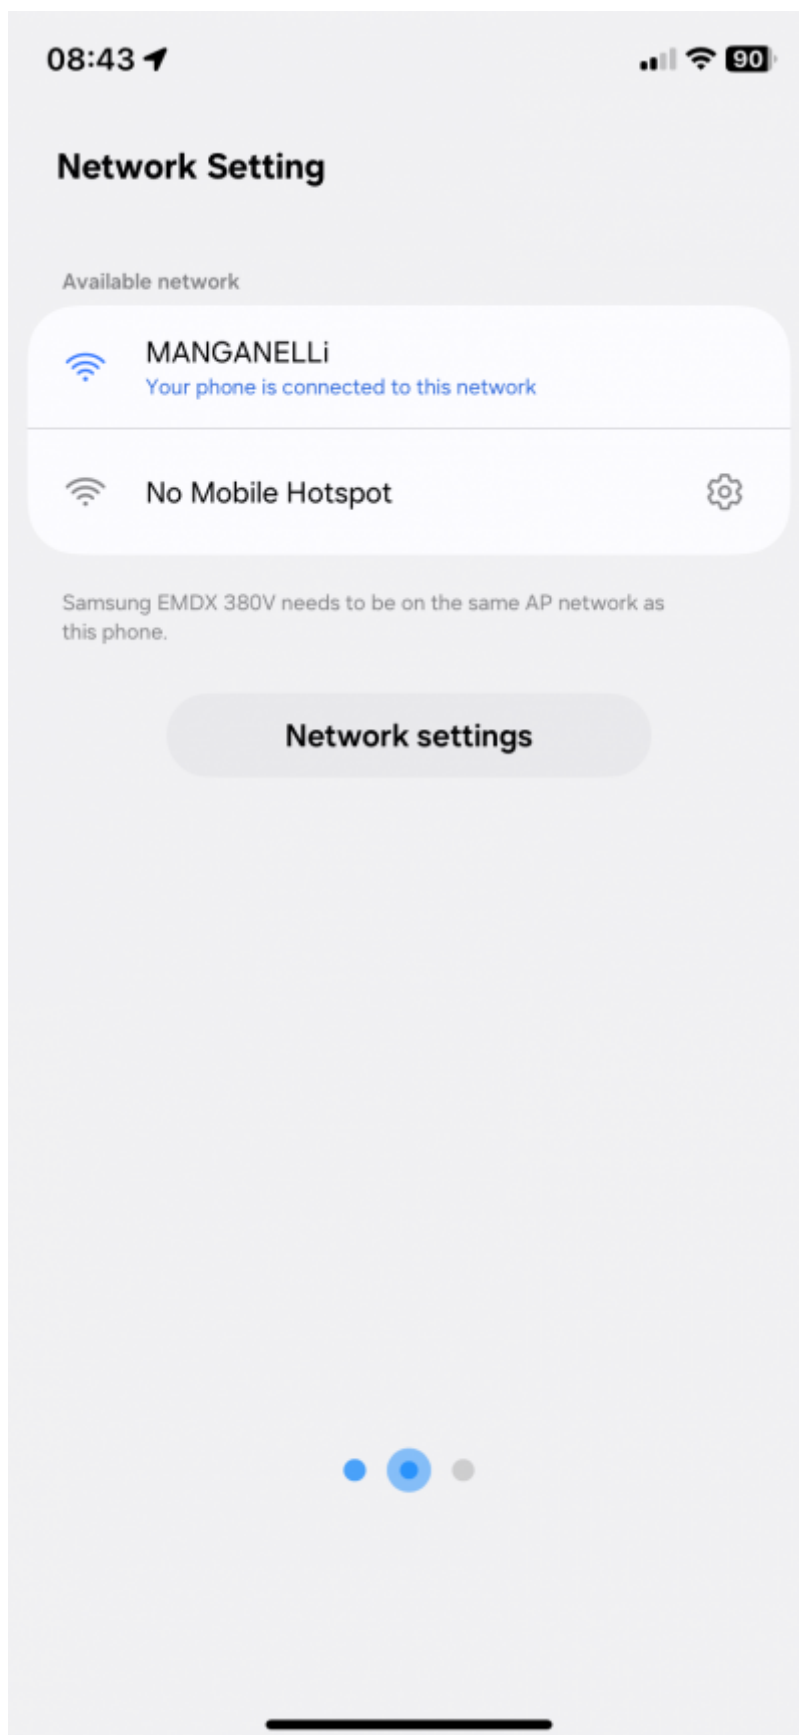 08:43
90
Network Setting
Available network
MANGANELLi
Your phone is connected to this network
No Mobile Hotspot
Samsung EMDX 380V needs to be on the same AP network as
this phone.
Network settings